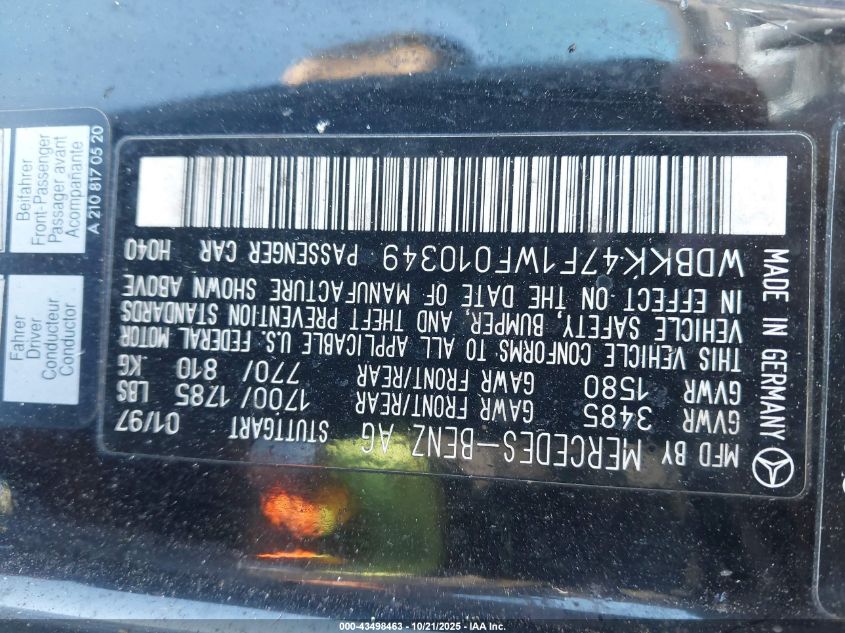 MFD BY MERCEDES-BENZ AG STUTTGART 01/97
GVWR GAWR FRONT/REAR
3485 1700/1785 LBS
GVWR GAWR FRONT/REAR
1580 770/ 810 KG
THIS VEHICLE CONFORMS TO ALL APPLICABLE U.S. FEDERAL MOTOR
VEHICLE SAFETY, BUMPER, AND THEFT PREVENTION STANDARDS
IN EFFECT ON THE DATE OF MANUFACTURE SHOWN ABOVE
WDBKK47F1WF010349 PASSENGER CAR H040
MADE IN GERMANY
Fahrer
Driver
Conducteur
Conductor
Beifahrer
Front-Passenger
Passager avant
Acompañante
A 210 817 05 20
000-43498463 - 10/21/2025 - IAA Inc.